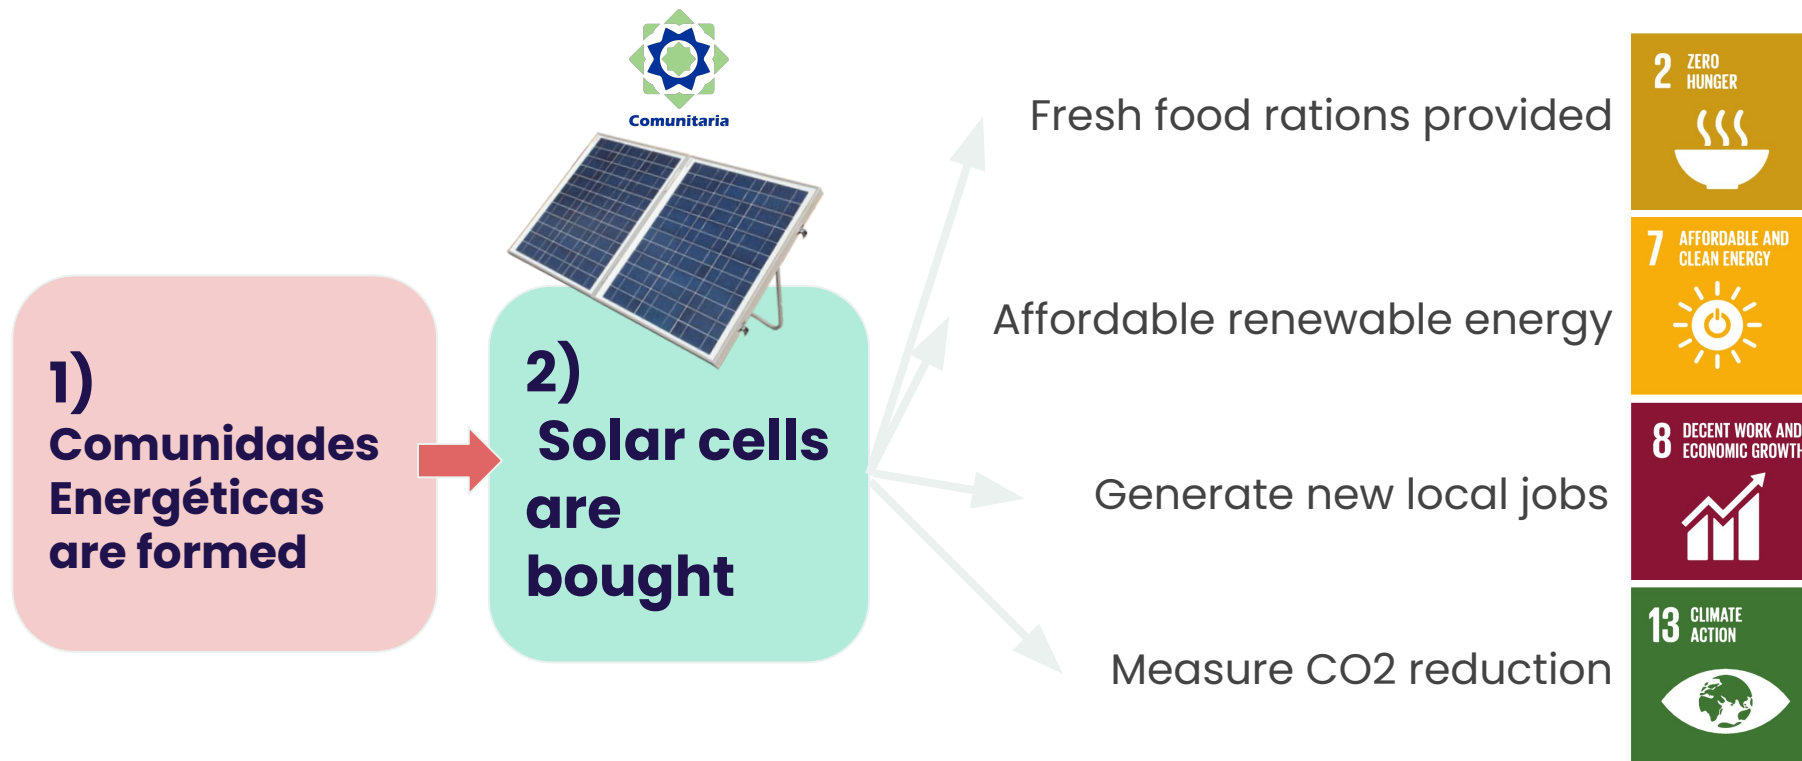 Comunitaria
1)
Comunidades
Energéticas
are formed
2)
Solar cells
are
bought
Fresh food rations provided
Affordable renewable energy
Generate new local jobs
Measure CO2 reduction
2 ZERO
HUNGER
7 AFFORDABLE AND
CLEAN ENERGY
8 DECENT WORK AND
ECONOMIC GROWTH
13 CLIMATE
ACTION